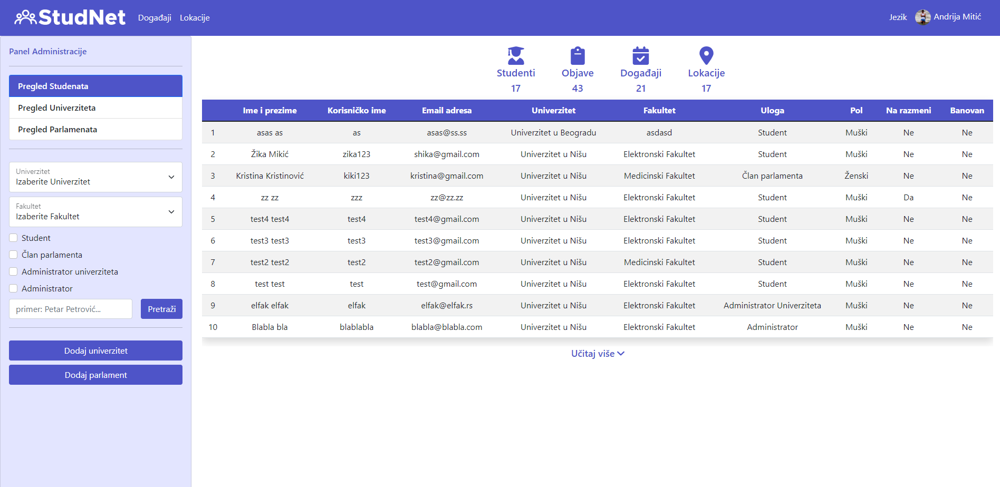 StudNet Događaji Lokacije Jezik Andrija Mitić
Panel Administracije
Pregled Studenata
Pregled Univerziteta
Pregled Parlamenata
Univerzitet
Izaberite Univerzitet
Fakultet
Izaberite Fakultet
Student
Član parlamenta
Administrator univerziteta
Administrator
primer: Petar Petrović... Pretraži
Dodaj univerzitet
Dodaj parlament
Studenti Objave Događaji Lokacije
17 43 21 17
Ime i prezime Korisničko ime Email adresa Univerzitet Fakultet Uloga Pol Na razmeni Banovan
1 asas as as asas@ss.ss Univerzitet u Beogradu asdasd Student Muški Ne Ne
2 Žika Mikić zika123 shika@gmail.com Univerzitet u Nišu Elektronski Fakultet Student Muški Ne Ne
3 Kristina Kristinović kiki123 kristina@gmail.com Univerzitet u Nišu Medicinski Fakultet Član parlamenta Ženski Ne Ne
4 zz zz zzz zz@zz.zz Univerzitet u Nišu Elektronski Fakultet Student Muški Da Ne
5 test4 test4 test4 test4@gmail.com Univerzitet u Nišu Elektronski Fakultet Student Muški Ne Ne
6 test3 test3 test3 test3@gmail.com Univerzitet u Nišu Elektronski Fakultet Student Muški Ne Ne
7 test2 test2 test2 test2@gmail.com Univerzitet u Nišu Medicinski Fakultet Student Muški Ne Ne
8 test test test test@gmail.com Univerzitet u Nišu Elektronski Fakultet Student Muški Ne Ne
9 elfak elfak elfak elfak@elfak.rs Univerzitet u Nišu Elektronski Fakultet Administrator Univerziteta Muški Ne Ne
10 Blabla bla blablabla blabla@blabla.com Univerzitet u Nišu Elektronski Fakultet Administrator Muški Ne Ne
Učitaj više